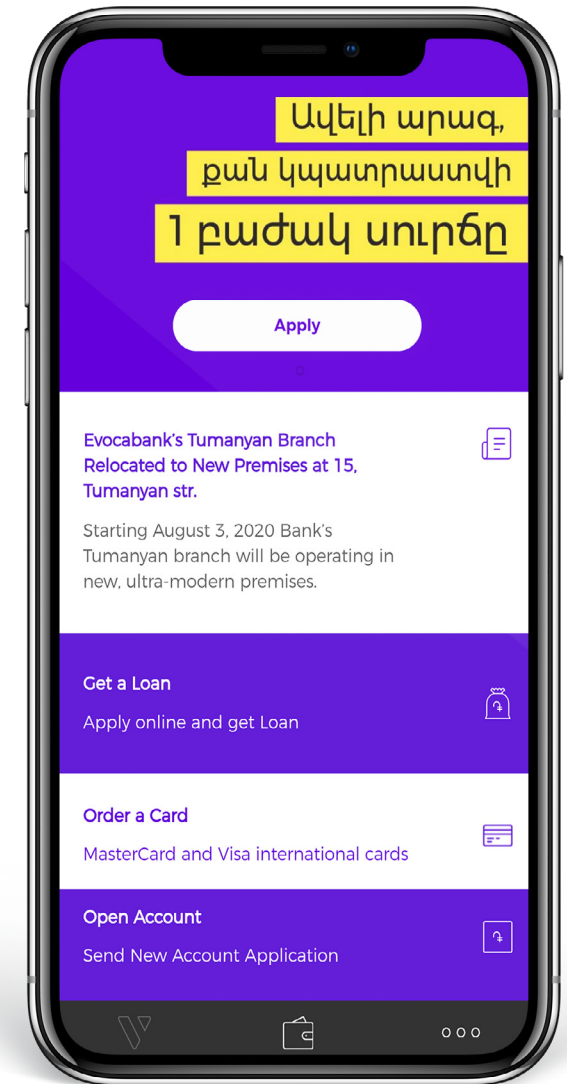 Ավելի արագ,
քան կպատրաստվի
1 բաժակ սուրճը
Apply
Evocabank's Tumanyan Branch
Relocated to New Premises at 15,
Tumanyan str.
Starting August 3, 2020 Bank's
Tumanyan branch will be operating in
new, ultra-modern premises.
Get a Loan
Apply online and get Loan
Order a Card
MasterCard and Visa international cards
Open Account
Send New Account Application